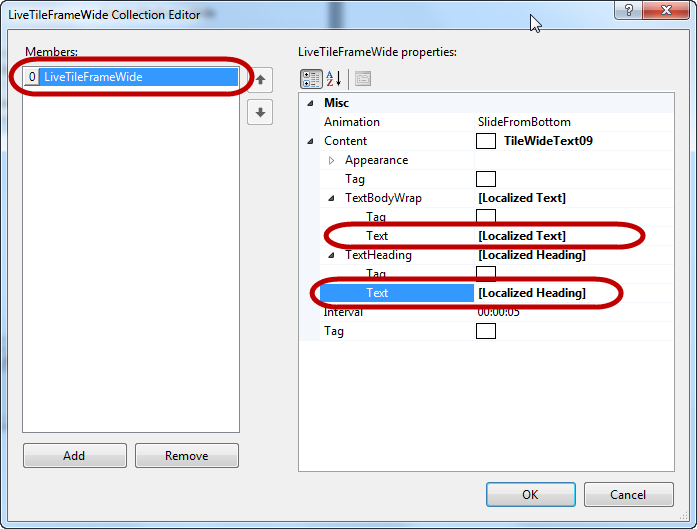 LiveTileFrameWide Collection Editor
Members:
0 LiveTileFrameWide
Add
Remove
LiveTileFrameWide properties:
Misc
Animation SlideFromBottom
Content TileWideText09
Appearance
Tag
TextBodyWrap [Localized Text]
Tag
Text [Localized Text]
TextHeading [Localized Heading]
Tag
Text [Localized Heading]
Interval 00:00:05
Tag
OK
Cancel